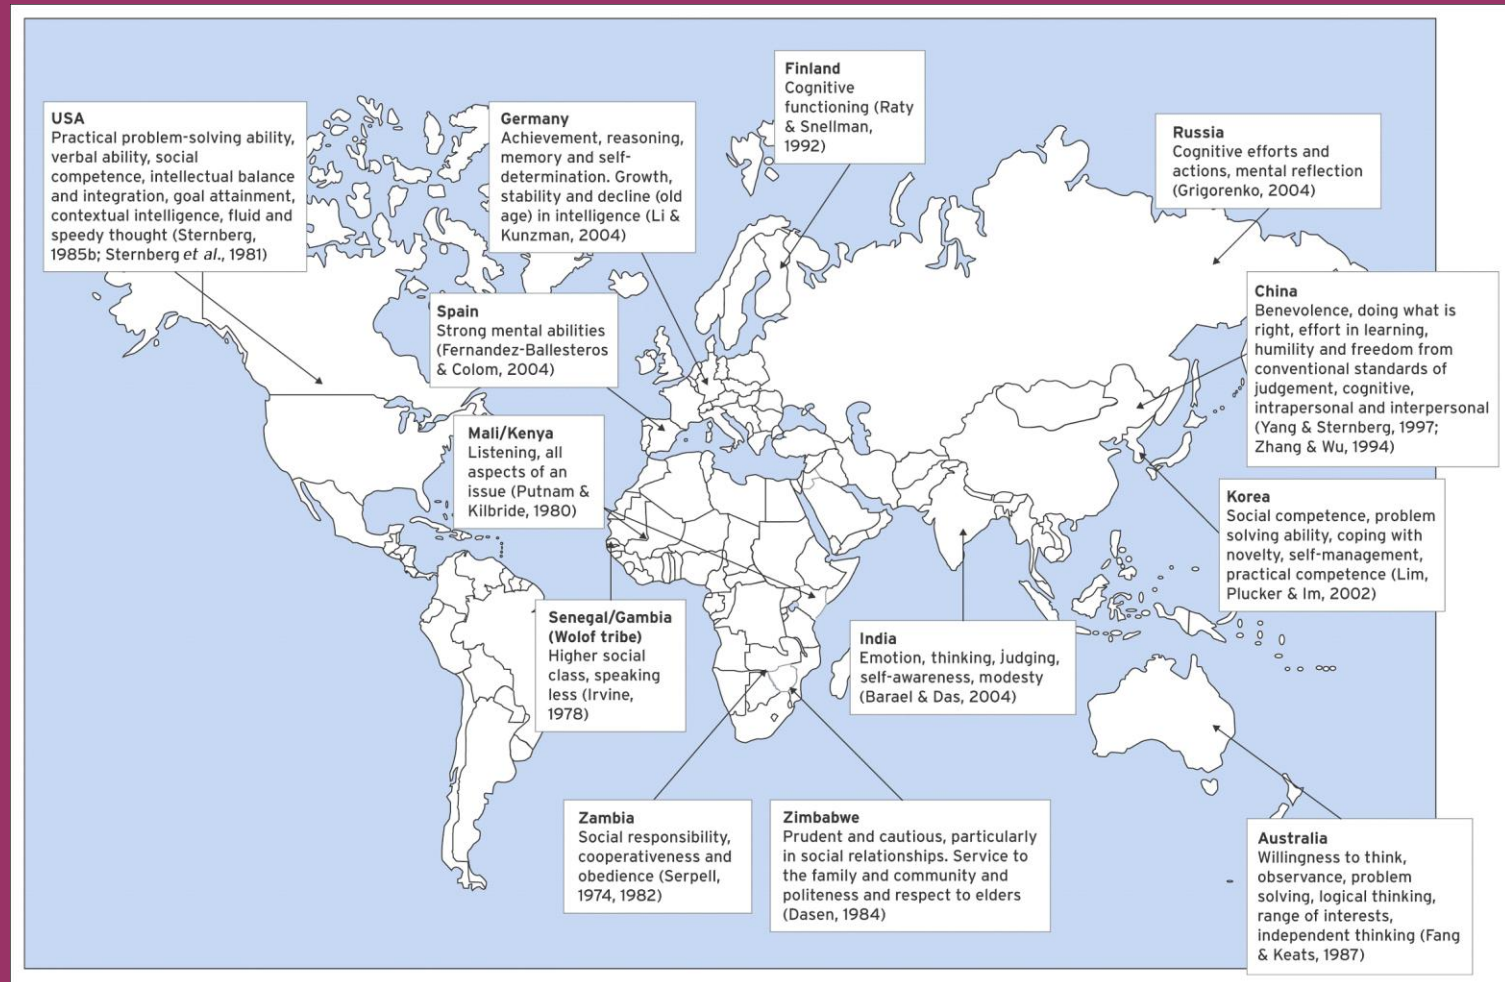 USA
Practical problem-solving ability,
verbal ability, social
competence, intellectual balance
and integration, goal attainment,
contextual intelligence, fluid and
speedy thought (Sternberg,
1985b; Sternberg et al., 1981)
Germany
Achievement, reasoning,
memory and self-
determination. Growth,
stability and decline (old
age) in intelligence (Li &
Kunzman, 2004)
Finland
Cognitive
functioning (Raty
& Snellman,
1992)
Russia
Cognitive efforts and
actions, mental reflection
(Grigorenko, 2004)
Spain
Strong mental abilities
(Fernandez-Ballesteros
& Colom, 2004)
China
Benevolence, doing what is
right, effort in learning,
humility and freedom from
conventional standards of
judgement, cognitive,
intrapersonal and interpersonal
(Yang & Sternberg, 1997;
Zhang & Wu, 1994)
Mali/Kenya
Listening, all
aspects of an
issue (Putnam &
Kilbride, 1980)
Korea
Social competence, problem
solving ability, coping with
novelty, self-management,
practical competence (Lim,
Plucker & Im, 2002)
Senegal/Gambia
(Wolof tribe)
Higher social
class, speaking
less (Irvine,
1978)
India
Emotion, thinking, judging,
self-awareness, modesty
(Barael & Das, 2004)
Zambia
Social responsibility,
cooperativeness and
obedience (Serpell,
1974, 1982)
Zimbabwe
Prudent and cautious, particularly
in social relationships. Service to
the family and community and
politeness and respect to elders
(Dasen, 1984)
Australia
Willingness to think,
observance, problem
solving, logical thinking,
range of interests,
independent thinking (Fang
& Keats, 1987)